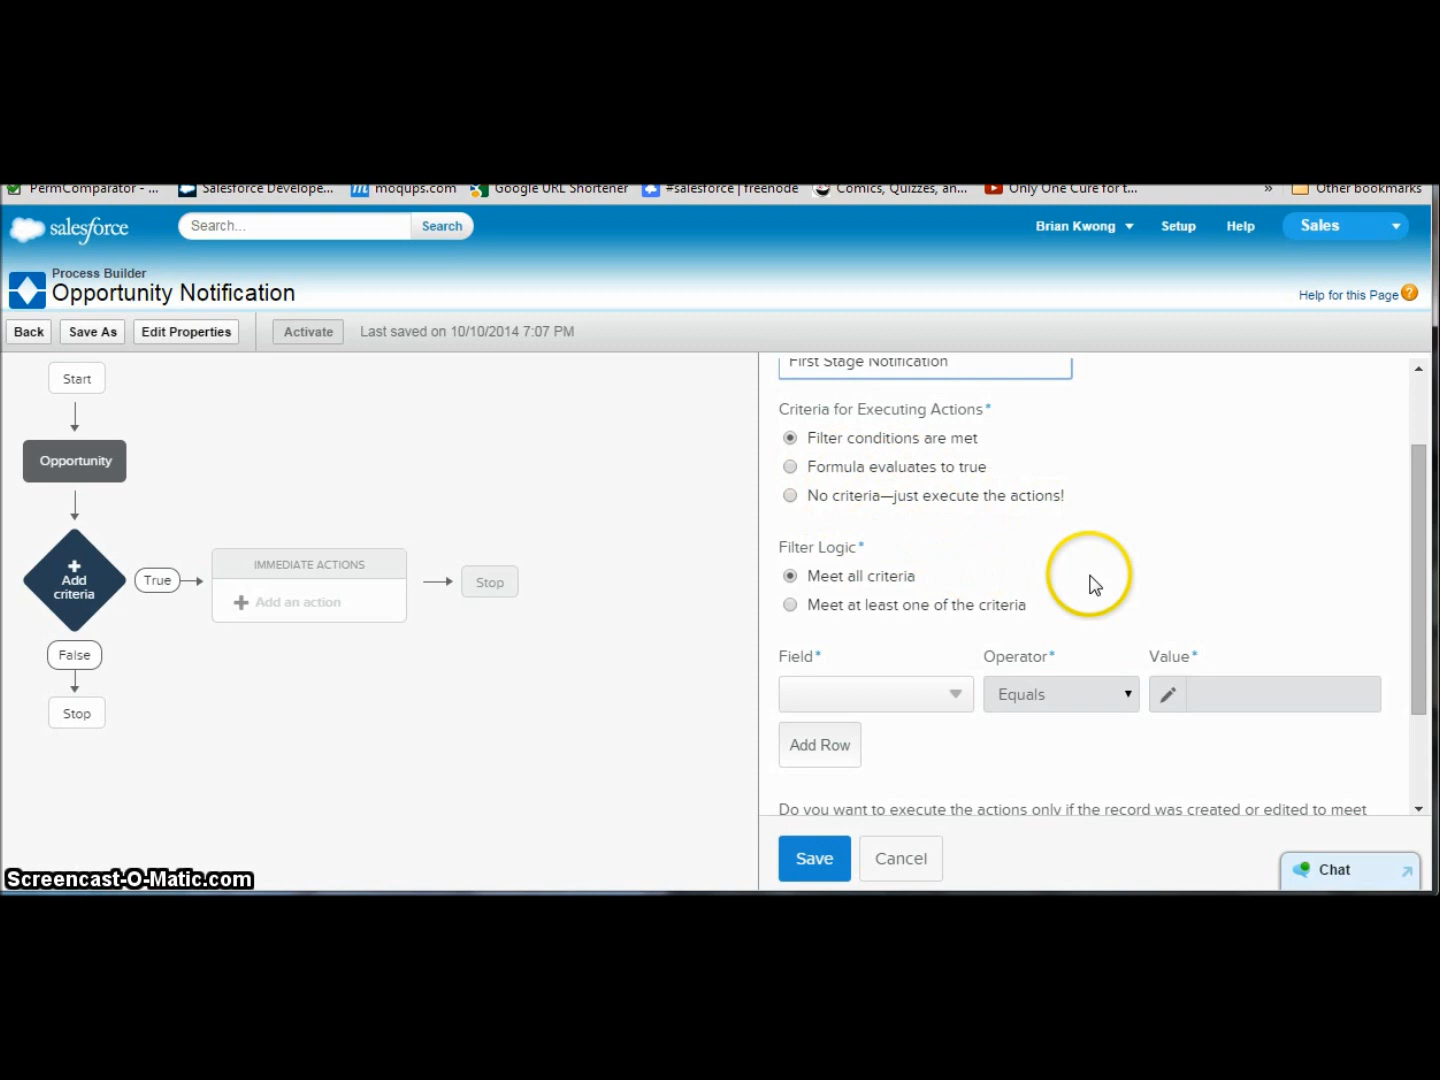 PermComparator - ... Salesforce Develope... moqups.com Google URL Shortener #salesforce | freenode Comics, Quizzes, an... Only One Cure for t... » Other bookmarks
salesforce Search... Search Brian Kwong Setup Help Sales
Process Builder
Opportunity Notification
Help for this Page ?
Back Save As Edit Properties Activate Last saved on 10/10/2014 7:07 PM
Start
Opportunity
Add
criteria
True
IMMEDIATE ACTIONS
Add an action
Stop
False
Stop
First Stage Notification
Criteria for Executing Actions*
Filter conditions are met
Formula evaluates to true
No criteria—just execute the actions!
Filter Logic*
Meet all criteria
Meet at least one of the criteria
Field* Operator* Value*
Equals
Add Row
Do you want to execute the actions only if the record was created or edited to meet
Save Cancel
Chat
Screencast-O-Matic.com